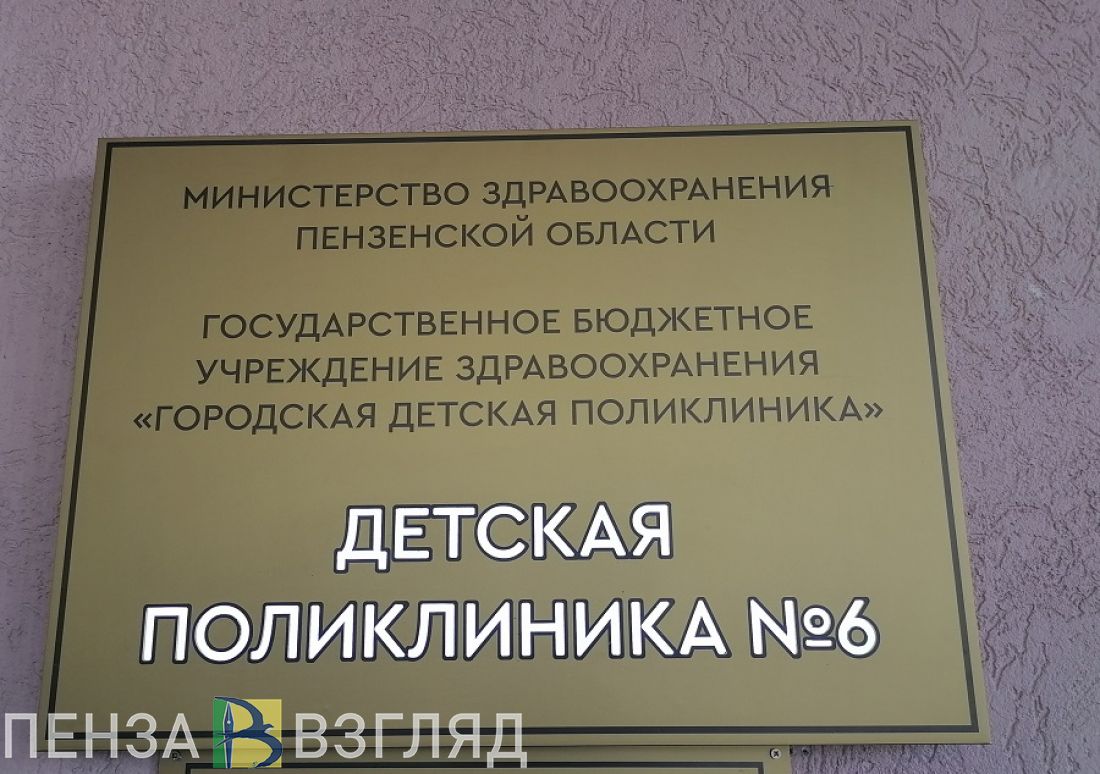 МИНИСТЕРСТВО ЗДРАВООХРАНЕНИЯ
ПЕНЗЕНСКОЙ ОБЛАСТИ
ГОСУДАРСТВЕННОЕ БЮДЖЕТНОЕ
УЧРЕЖДЕНИЕ ЗДРАВООХРАНЕНИЯ
«ГОРОДСКАЯ ДЕТСКАЯ ПОЛИКЛИНИКА»
ДЕТСКАЯ
ПОЛИКЛИНИКА №6
ПЕНЗА В ВЗГЛЯД